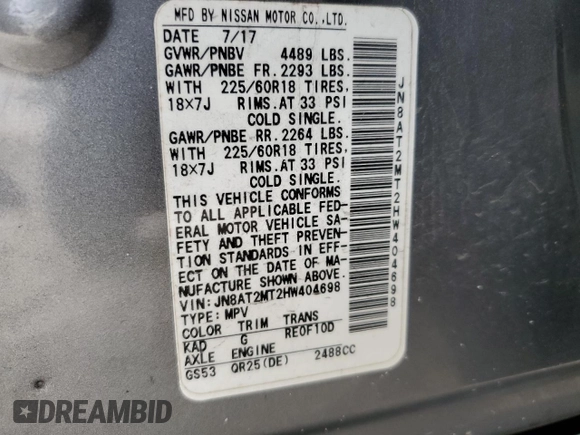 MFD BY NISSAN MOTOR CO.,LTD.
DATE 7/17
GVWR/PNBV 4489 LBS.
GAWR/PNBE FR. 2293 LBS.
WITH 225/60R18 TIRES,
18×7J RIMS.AT 33 PSI
COLD SINGLE.
GAWR/PNBE RR. 2264 LBS.
WITH 225/60R18 TIRES,
18×7J RIMS.AT 33 PSI
COLD SINGLE.
THIS VEHICLE CONFORMS
TO ALL APPLICABLE FED-
ERAL MOTOR VEHICLE SA-
FETY AND THEFT PREVEN-
TION STANDARDS IN EFF-
ECT ON THE DATE OF MA-
NUFACTURE SHOWN ABOVE.
VIN: JN8AT2MT2HW404698
TYPE: MPV
COLOR TRIM TRANS
KAD G RE0F10D
AXLE ENGINE
GS53 QR25(DE) 2488CC
JN8AT2MT2HW404698
DREAMBID